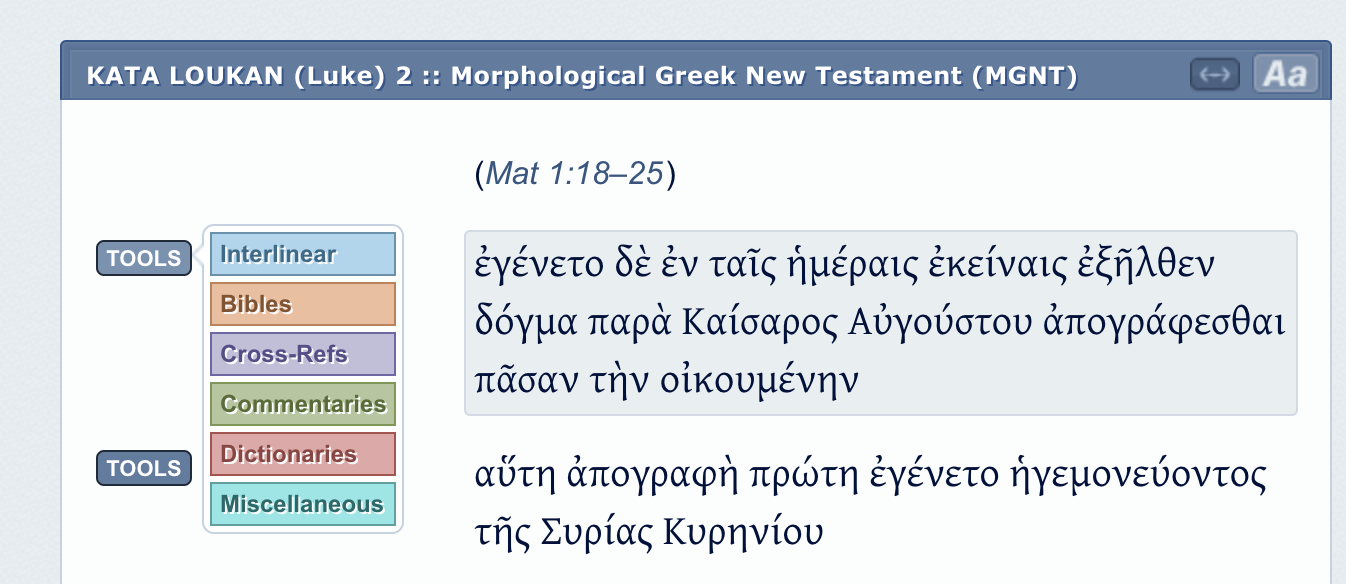 KATA LOUKAN (Luke) 2 :: Morphological Greek New Testament (MGNT)
Aa
(Mat 1:18–25)
TOOLS
Interlinear
Bibles
Cross-Refs
Commentaries
Dictionaries
Miscellaneous
ἐγένετο δὲ ἐν ταῖς ἡμέραις ἐκείναις ἐξῆλθεν
δόγμα παρὰ Καίσαρος Αὐγούστου ἀπογράφεσθαι
πᾶσαν τὴν οἰκουμένην
TOOLS
αὕτη ἀπογραφὴ πρώτη ἐγένετο ἡγεμονεύοντος
τῆς Συρίας Κυρηνίου